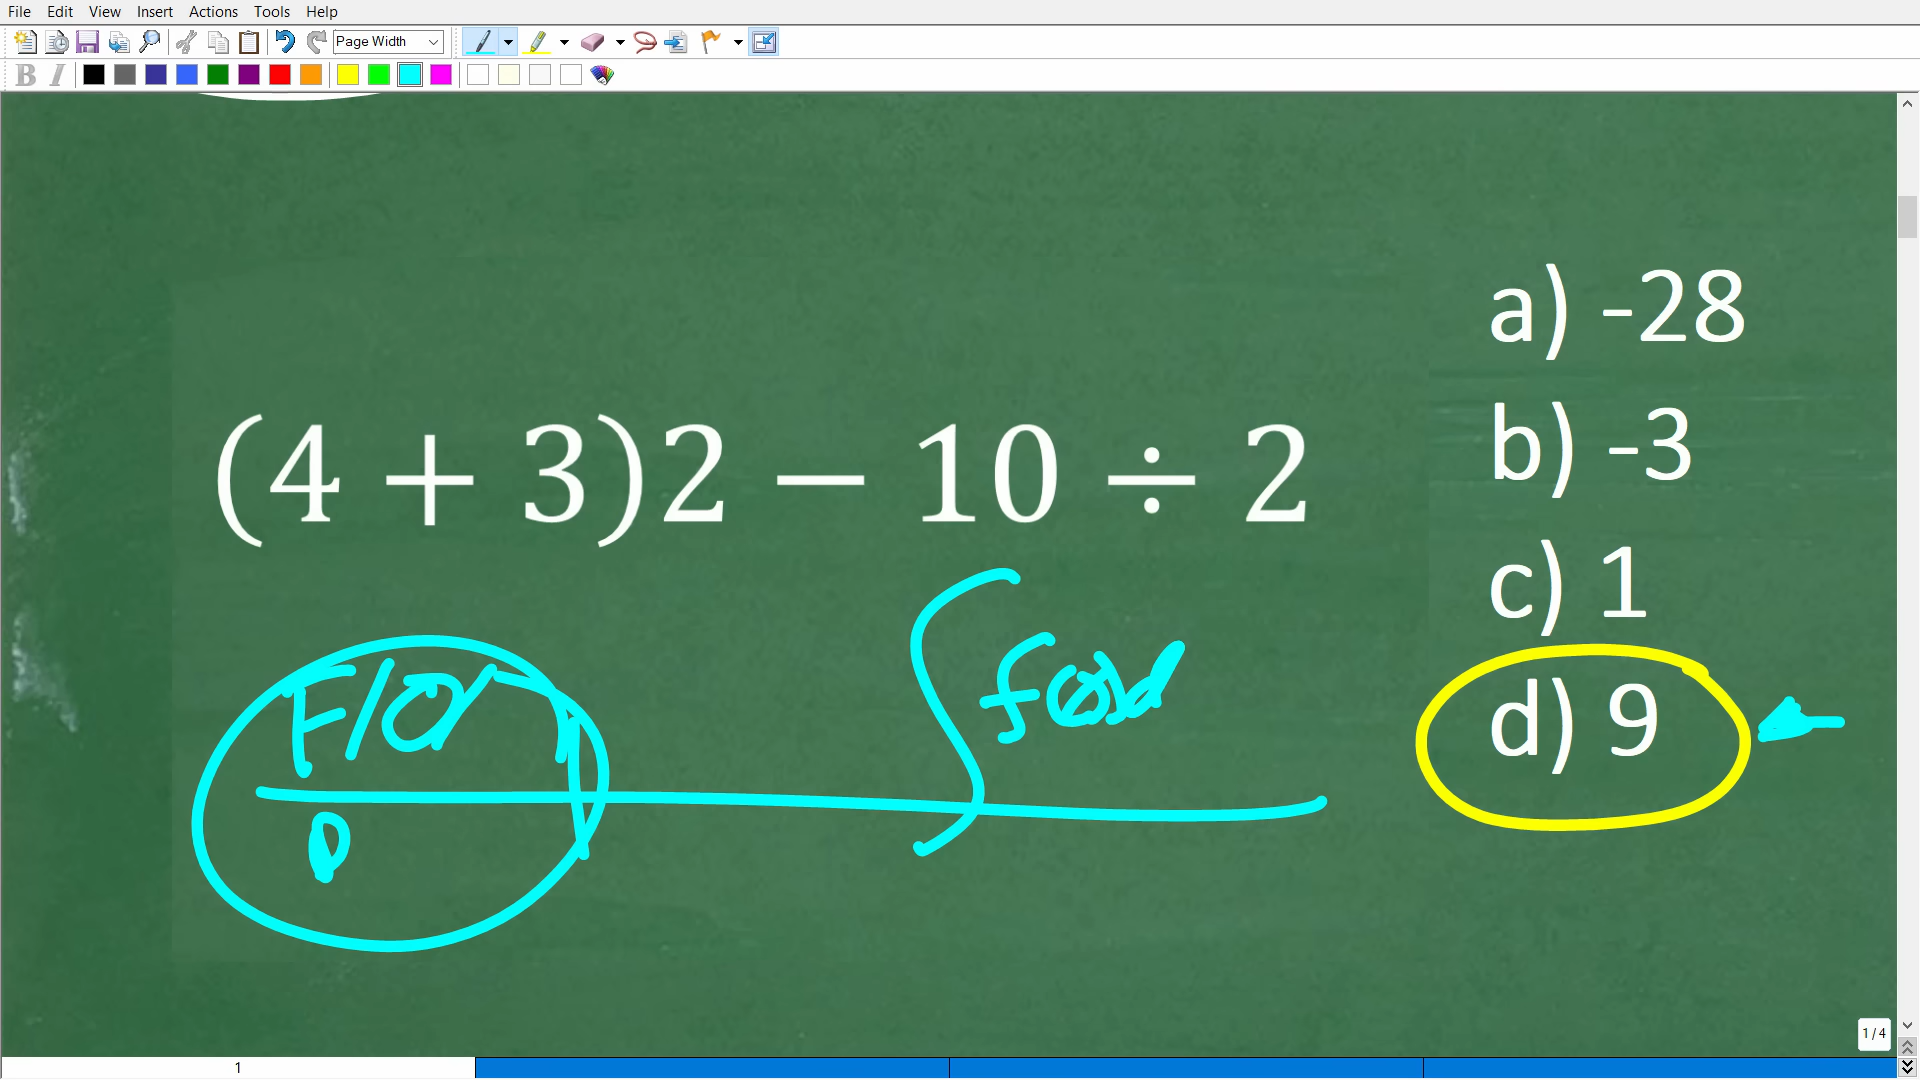 File Edit View Insert Actions Tools Help
Page Width
B I
(4 + 3)2 − 10 ÷ 2
a) -28
b) -3
c) 1
d) 9
1 / 4
1